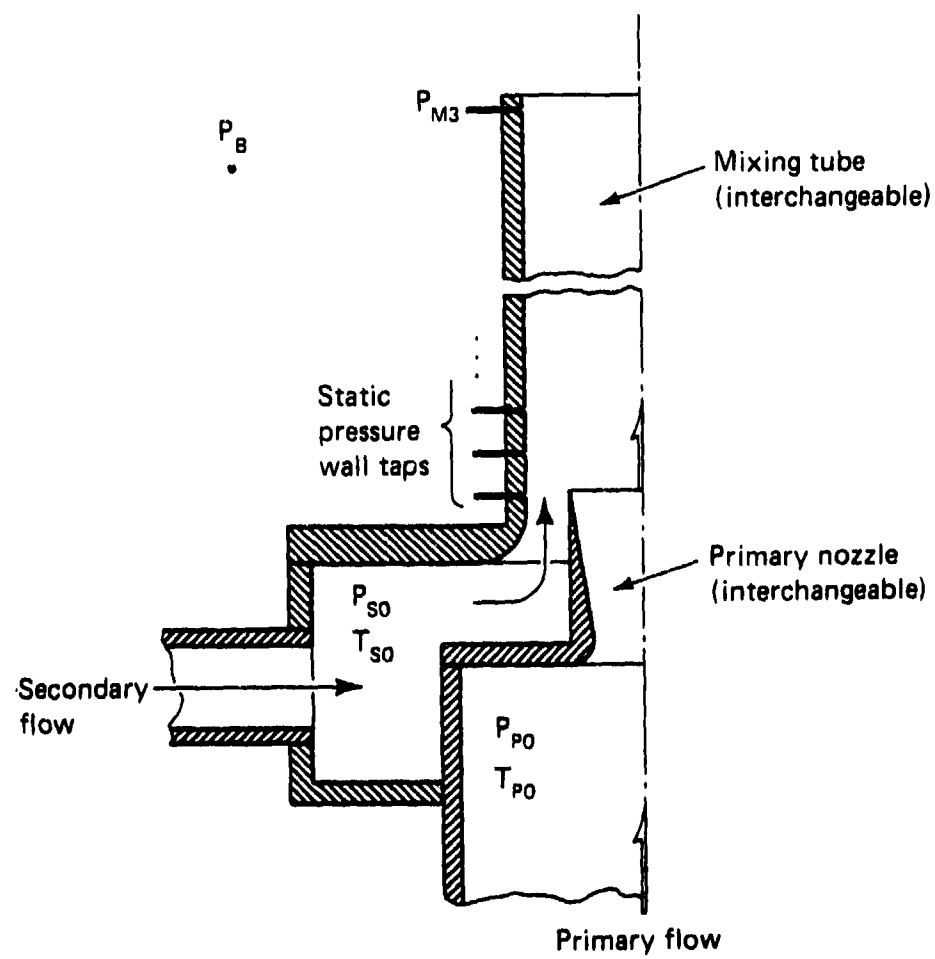 P_M3
P_B
Mixing tube
(interchangeable)
Static
pressure
wall taps
Primary nozzle
(interchangeable)
P_S0
T_S0
Secondary
flow
P_P0
T_P0
Primary flow